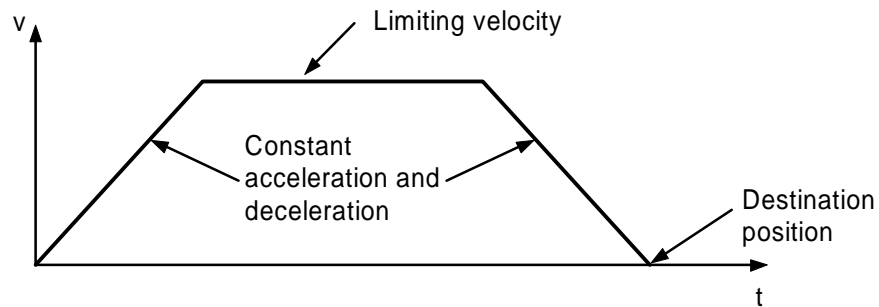 v
Limiting velocity
Constant
acceleration and
deceleration
Destination
position
t